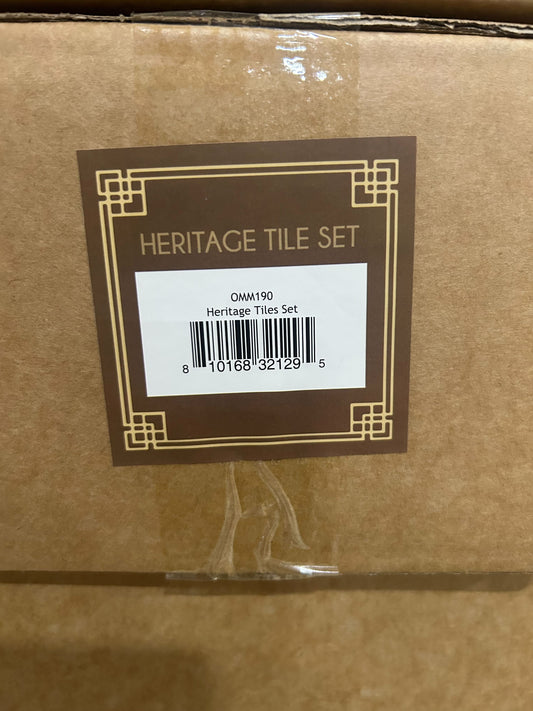 HERITAGE TILE SET
OMM190
Heritage Tiles Set
8 10168 32129 5